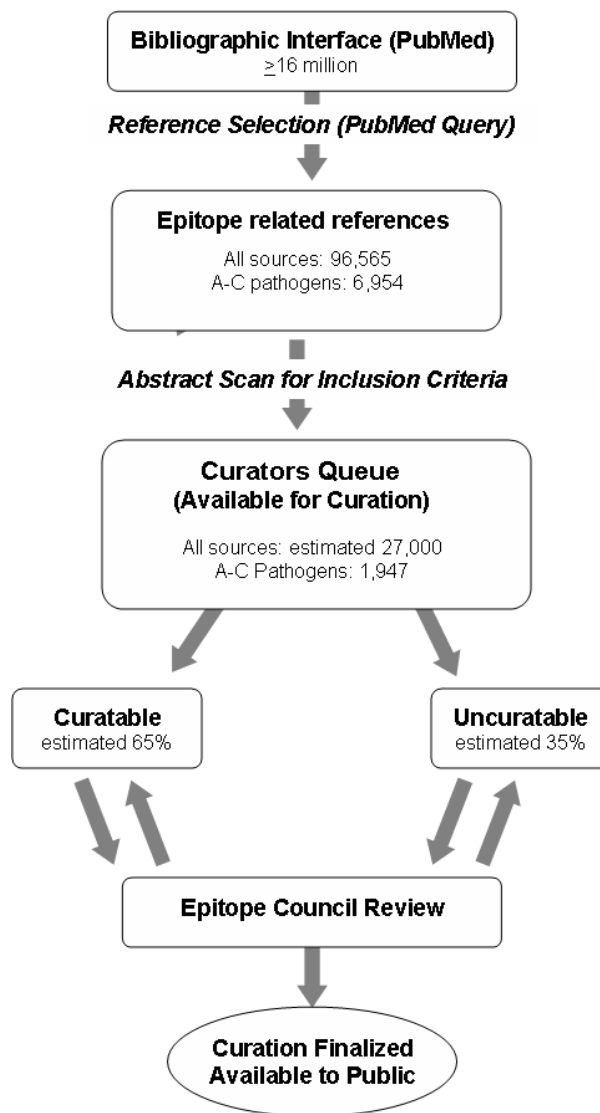 Bibliographic Interface (PubMed)
≥16 million
Reference Selection (PubMed Query)
Epitope related references
All sources: 96,565
A-C pathogens: 6,954
Abstract Scan for Inclusion Criteria
Curators Queue
(Available for Curation)
All sources: estimated 27,000
A-C Pathogens: 1,947
Curatable
estimated 65%
Uncuratable
estimated 35%
Epitope Council Review
Curation Finalized
Available to Public